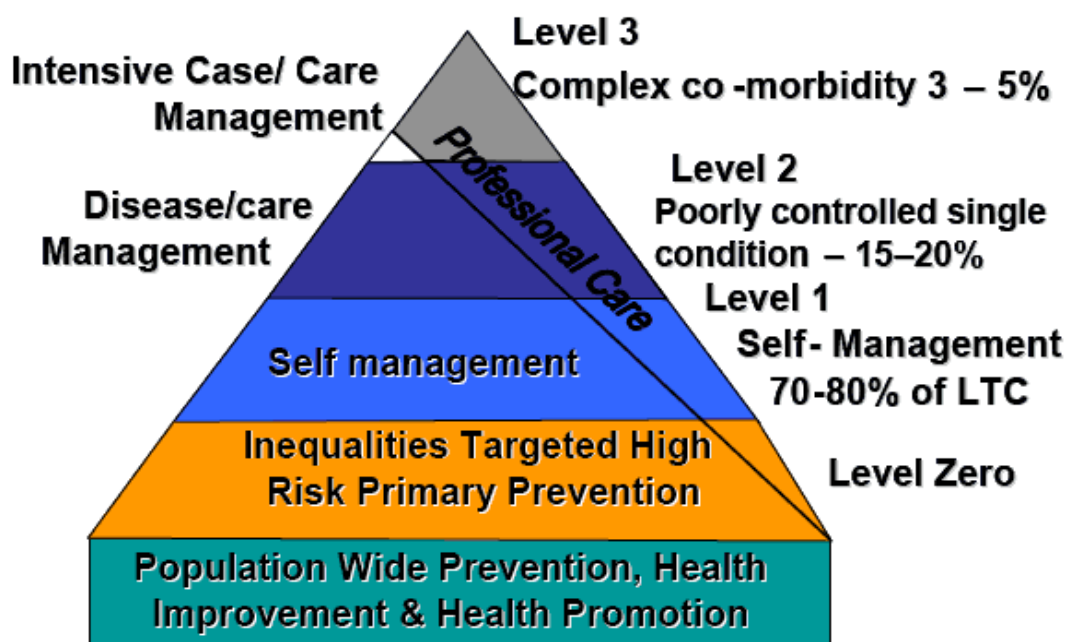 Level 3
Complex co -morbidity 3 – 5%
Intensive Case/ Care
Management
Professional Care
Level 2
Poorly controlled single
condition – 15–20%
Disease/care
Management
Level 1
Self- Management
70-80% of LTC
Self management
Inequalities Targeted High
Risk Primary Prevention
Level Zero
Population Wide Prevention, Health
Improvement & Health Promotion